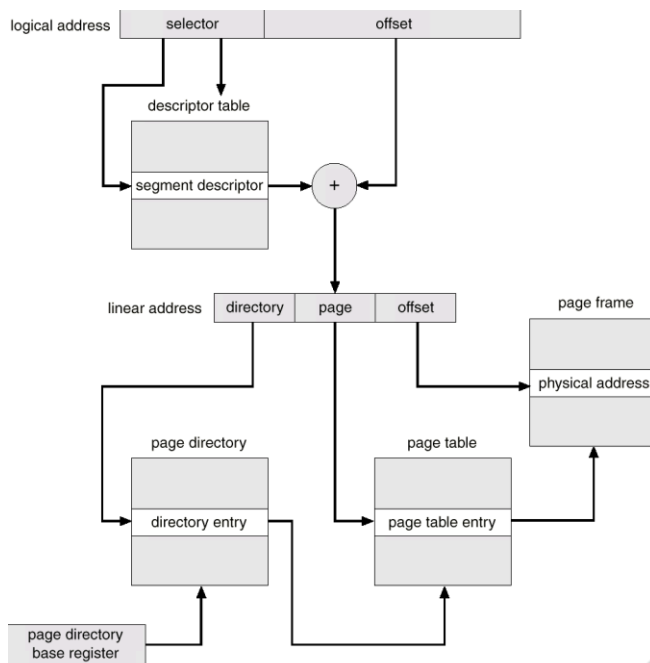 logical address
selector
offset
descriptor table
segment descriptor
+
linear address
directory
page
offset
page frame
physical address
page directory
page table
directory entry
page table entry
page directory
base register